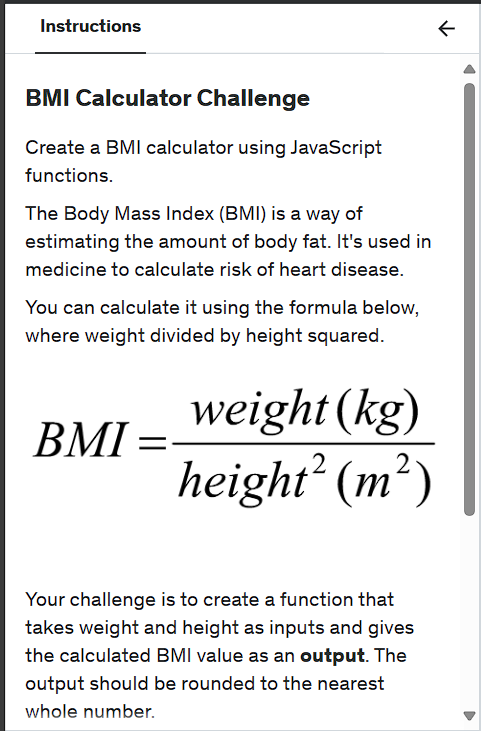 Instructions
BMI Calculator Challenge
Create a BMI calculator using JavaScript
functions.
The Body Mass Index (BMI) is a way of
estimating the amount of body fat. It's used in
medicine to calculate risk of heart disease.
You can calculate it using the formula below,
where weight divided by height squared.
BMI = weight (kg)
height² (m²)
Your challenge is to create a function that
takes weight and height as inputs and gives
the calculated BMI value as an output. The
output should be rounded to the nearest
whole number.